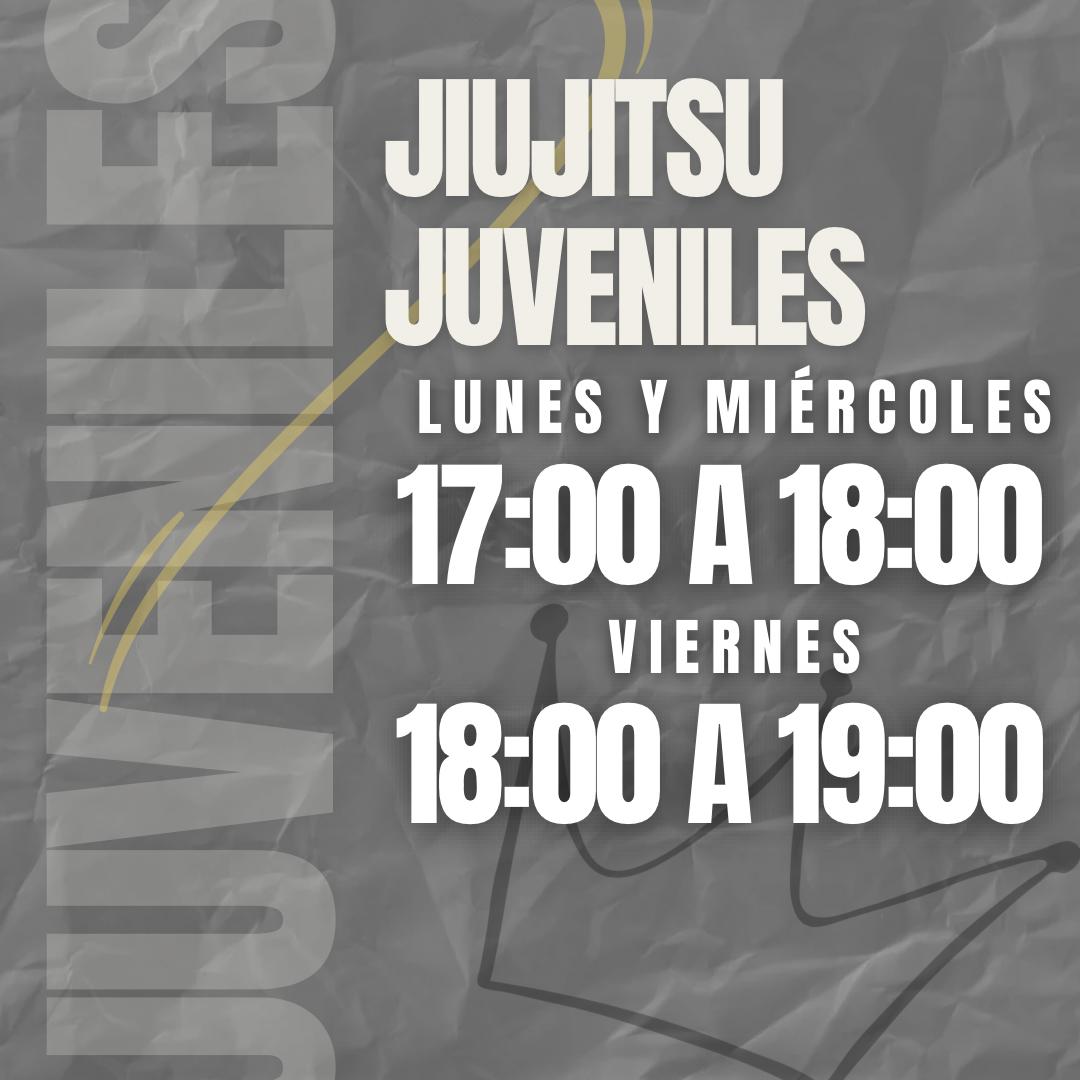 JUVENILES
JIUJITSU
JUVENILES
LUNES Y MIÉRCOLES
17:00 A 18:00
VIERNES
18:00 A 19:00